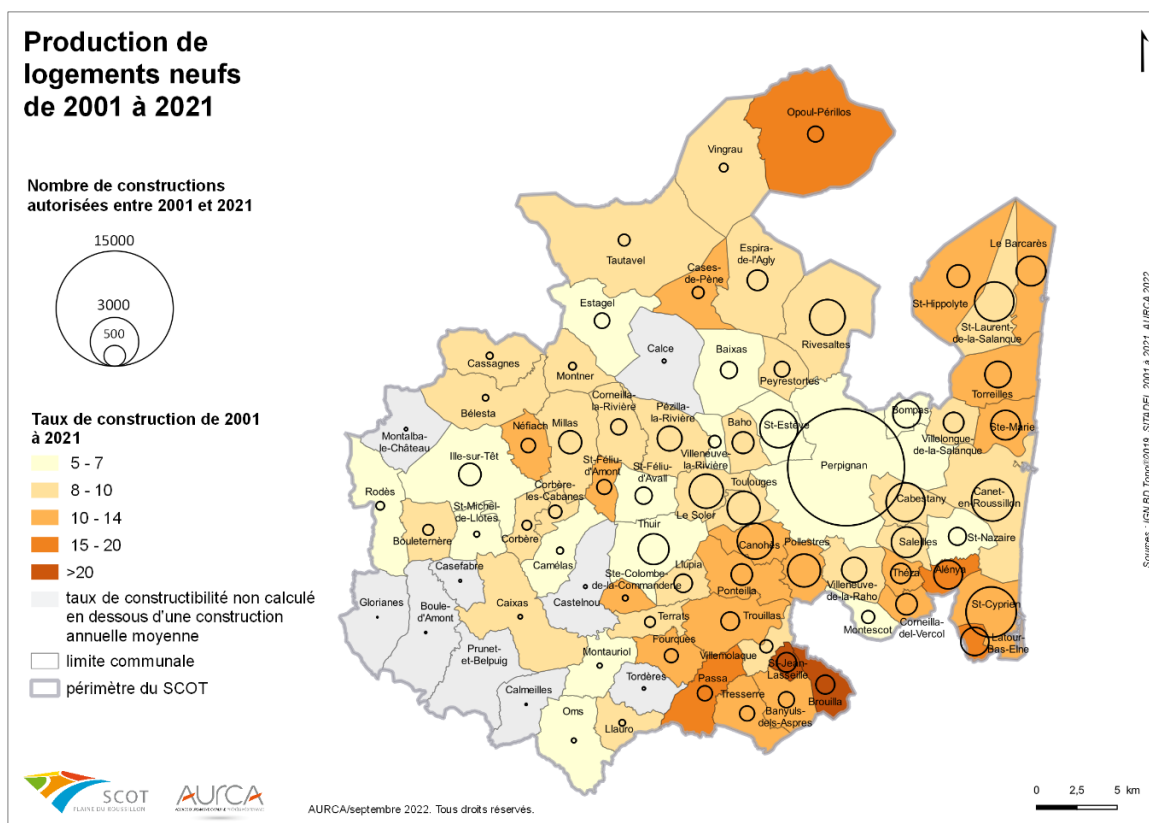 Production de
logements neufs
de 2001 à 2021
Nombre de constructions
autorisées entre 2001 et 2021
15000
3000
500
Taux de construction de 2001
à 2021
5 - 7
8 - 10
10 - 14
15 - 20
>20
taux de constructibilité non calculé
en dessous d'une construction
annuelle moyenne
limite communale
périmètre du SCOT
Opoul-Périllos
Vingrau
Tautavel
Cases-
de-Pène
Espira-
de-l'Agly
Le Barcarès
St-Hippolyte
St-Laurent-
de-la-Salanque
Estagel
Rivesaltes
Calce
Baixas
Cassagnes
Montner
Peyrestortes
Torreilles
Bélesta
Corneilla-
la-Rivière
Pézilla-
la-Rivière
Bompas
Montalba-
le-Château
Néfiach
Millas
Baho
St-Estève
Ste-Marie
Villelongue-
de-la-Salanque
Ille-sur-Têt
St-Féliu-
d'Amont
St-Féliu-
d'Avall
Villeneuve-
la-Rivière
Perpignan
Rodès
St-Michel-
de-Llotes
Corbère-
les-Cabanes
Toulouges
Cabestany
Canet-
en-Roussillon
Le Soler
Bouleternère
Corbère
Thuir
Canohès
Pollestres
Saleilles
St-Nazaire
Casefabre
Camélas
Ste-Colombe-
de-la-Commanderie
Llupia
Ponteilla
Villeneuve-
de-la-Raho
Théza
Alénya
Glorianes
Boule-
d'Amont
Caixas
Castelnou
Terrats
Trouillas
Montescot
Corneilla-
del-Vercol
St-Cyprien
Latour-
Bas-Elne
Prunet-
et-Belpuig
Montauriol
Fourques
Villemolaque
St-Jean-
Lasseille
Calmeilles
Tordères
Passa
Tresserre
Banyuls-
dels-Aspres
Brouilla
Oms
Llauro
Sources : IGN BD Topo©2019, SITADEL 2001 à 2021, AURCA 2022
SCOT
PLAINE DU ROUSSILLON
AURCA
AURCA/septembre 2022. Tous droits réservés.
0 2,5 5 km